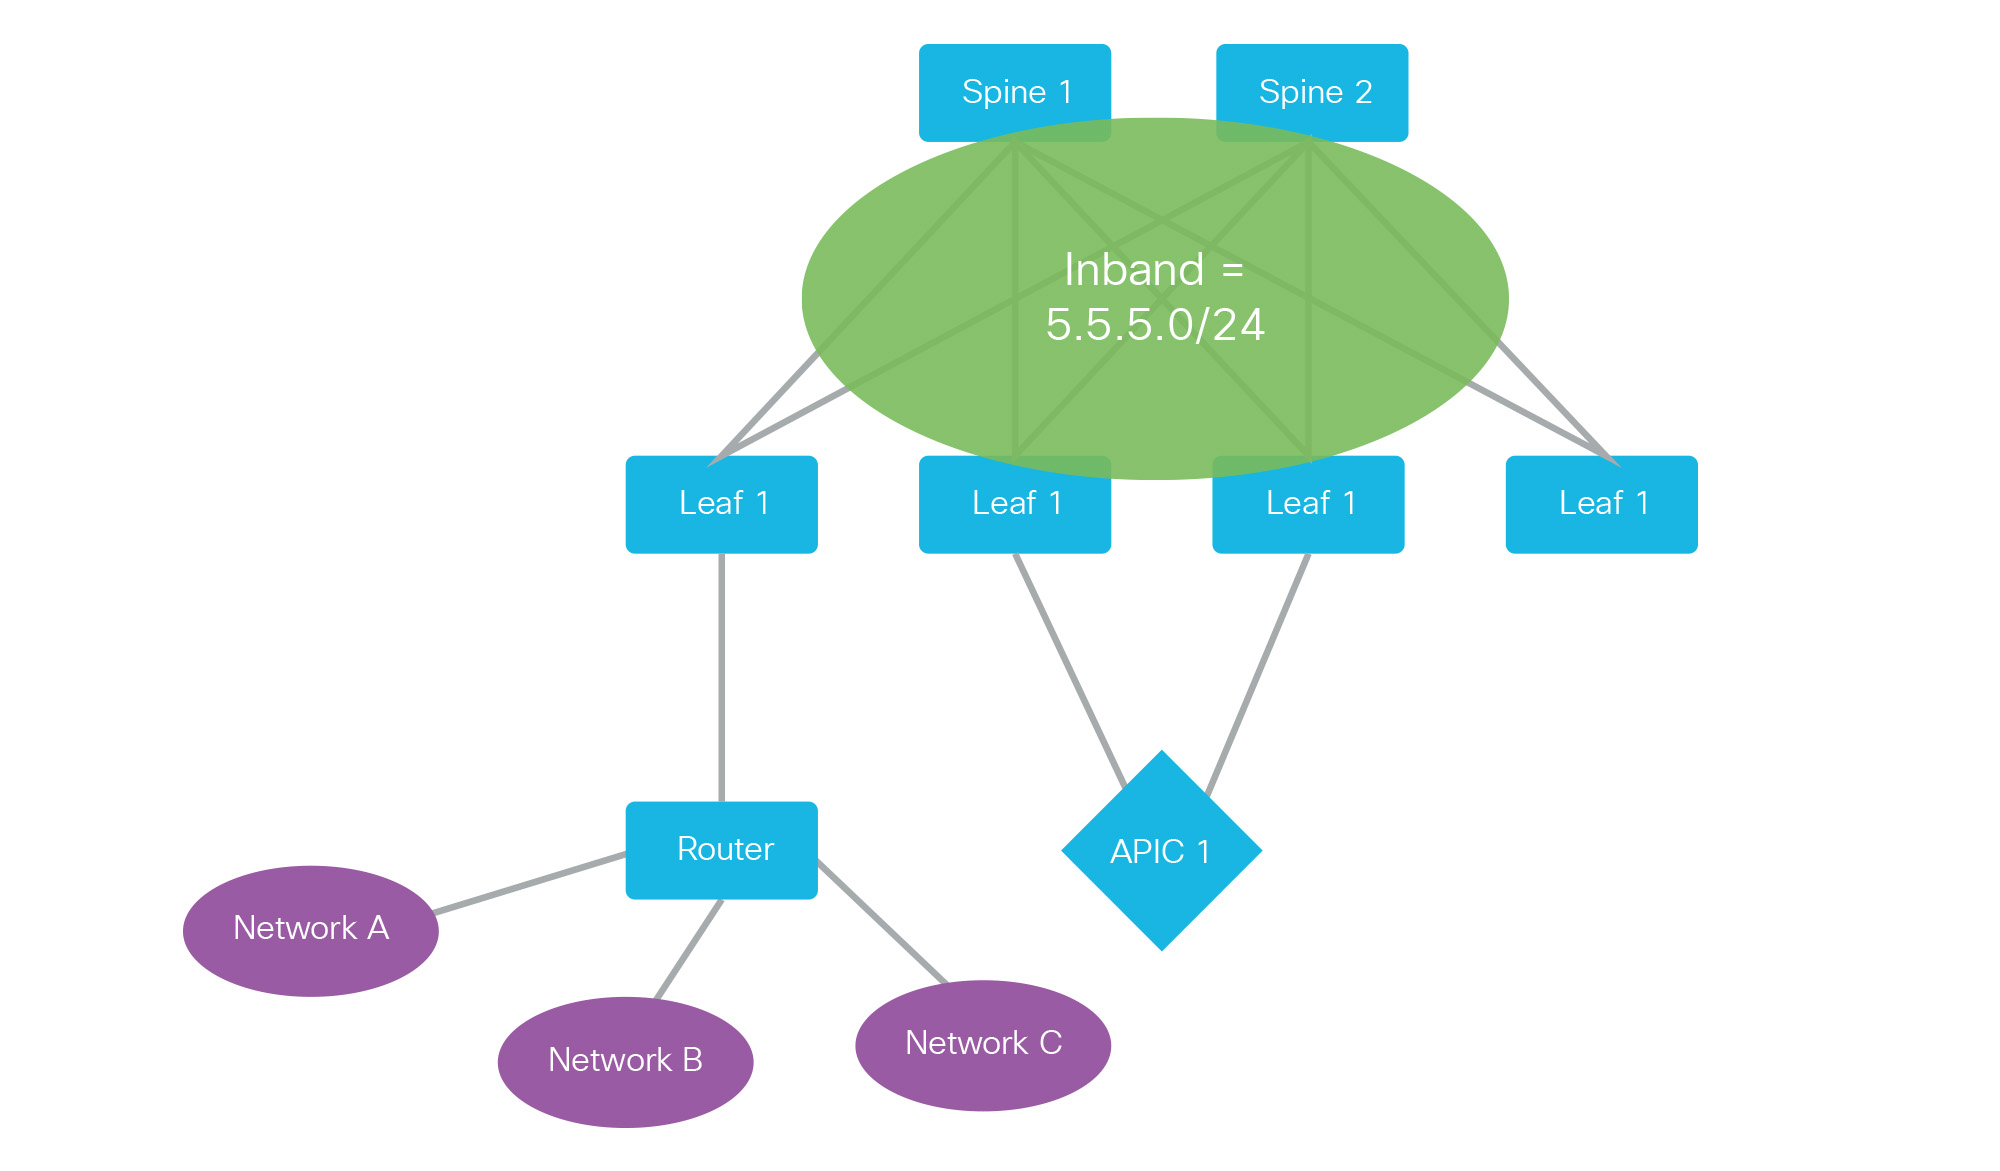 Spine 1
Spine 2
Inband =
5.5.5.0/24
Leaf 1
Leaf 1
Leaf 1
Leaf 1
Router
APIC 1
Network A
Network B
Network C